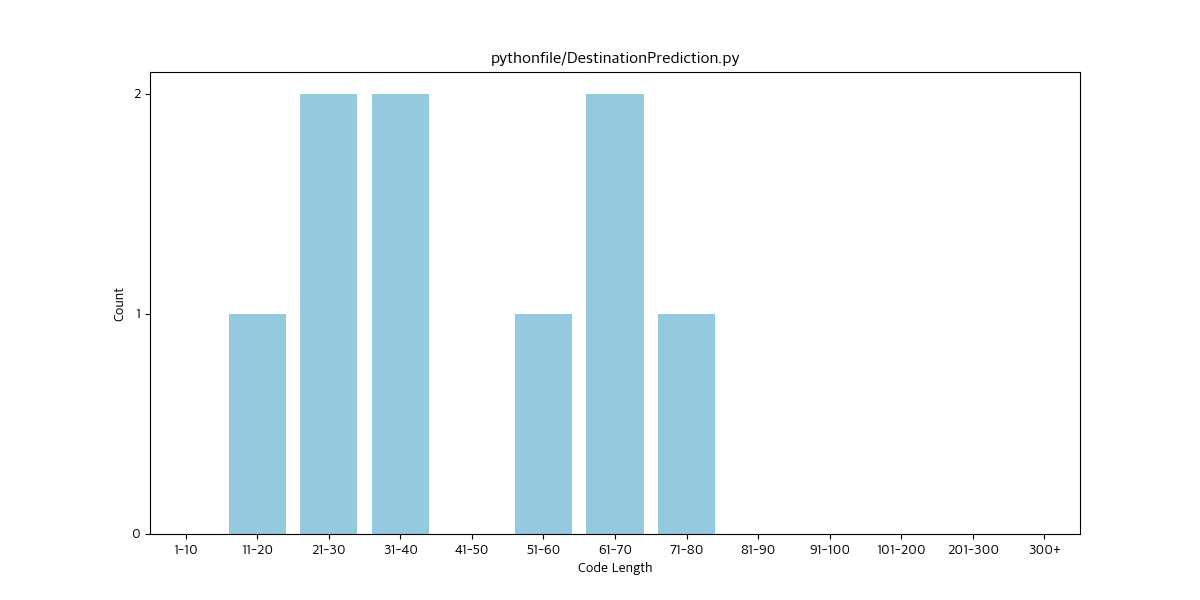 pythonfile/DestinationPrediction.py
2
1
0
Count
1-10 11-20 21-30 31-40 41-50 51-60 61-70 71-80 81-90 91-100 101-200 201-300 300+
Code Length